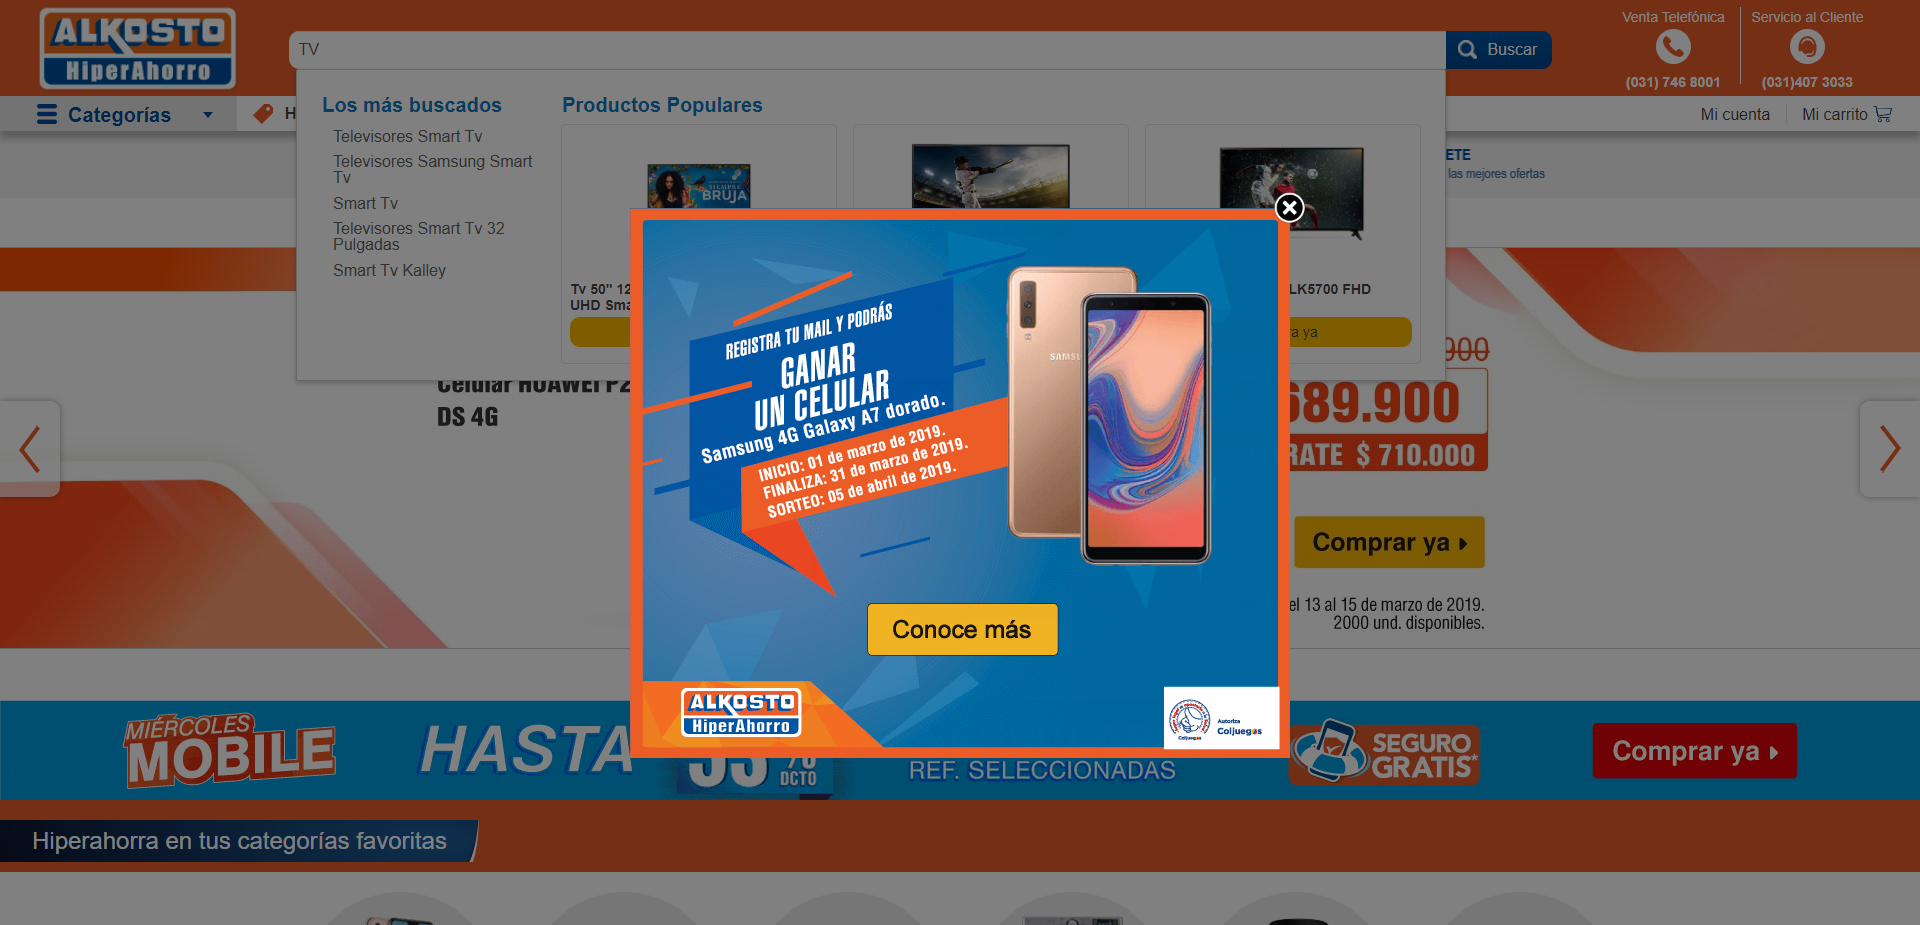 ALKOSTO
HiperAhorro
TV
Buscar
Venta Telefónica
(031) 746 8001
Servicio al Cliente
(031)407 3033
Categorías
H
Mi cuenta
Mi carrito
Los más buscados
Televisores Smart Tv
Televisores Samsung Smart
Tv
Smart Tv
Televisores Smart Tv 32
Pulgadas
Smart Tv Kalley
Productos Populares
SIEMPRE
BRUJA
Tv 50" 12
UHD Sma
LK5700 FHD
ra ya
ETE
las mejores ofertas
Celular HUAWEI P2
DS 4G
900
689.900
RATE $ 710.000
Comprar ya
el 13 al 15 de marzo de 2019.
2000 und. disponibles.
REGISTRA TU MAIL Y PODRÁS
GANAR
UN CELULAR
Samsung 4G Galaxy A7 dorado.
INICIO: 01 de marzo de 2019.
FINALIZA: 31 de marzo de 2019.
SORTEO: 05 de abril de 2019.
SAMSU
Conoce más
ALKOSTO
HiperAhorro
Coljuegos
Autoriza
Coljuegos
MIÉRCOLES
MOBILE
HASTA
DCTO
REF. SELECCIONADAS
SEGURO
GRATIS*
Comprar ya
Hiperahorra en tus categorías favoritas